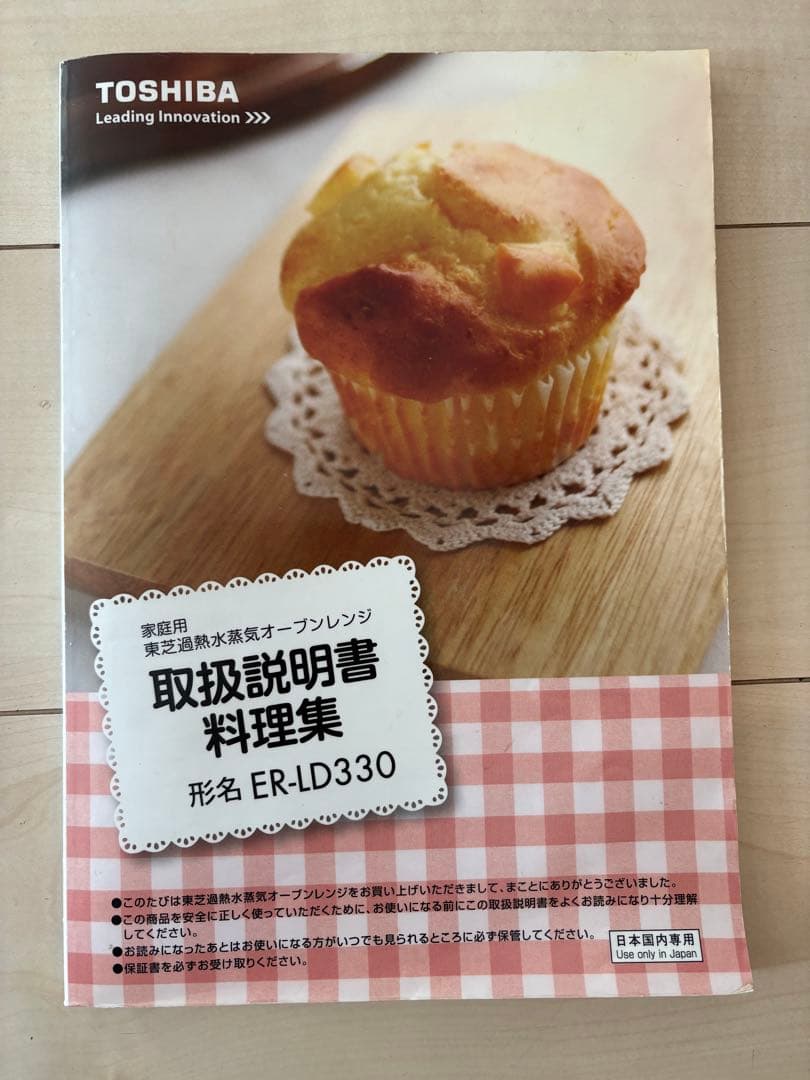 TOSHIBA
Leading Innovation >>>
家庭用
東芝過熱水蒸気オーブンレンジ
取扱説明書
料理集
形名 ER-LD330
●このたびは東芝過熱水蒸気オーブンレンジをお買い上げいただきまして、まことにありがとうございました。
●この商品を安全に正しく使っていただくために、お使いになる前にこの取扱説明書をよくお読みになり十分理解
してください。
●お読みになったあとはお使いになる方がいつでも見られるところに必ず保管してください。
●保証書を必ずお受け取りください。
日本国内専用
Use only in Japan